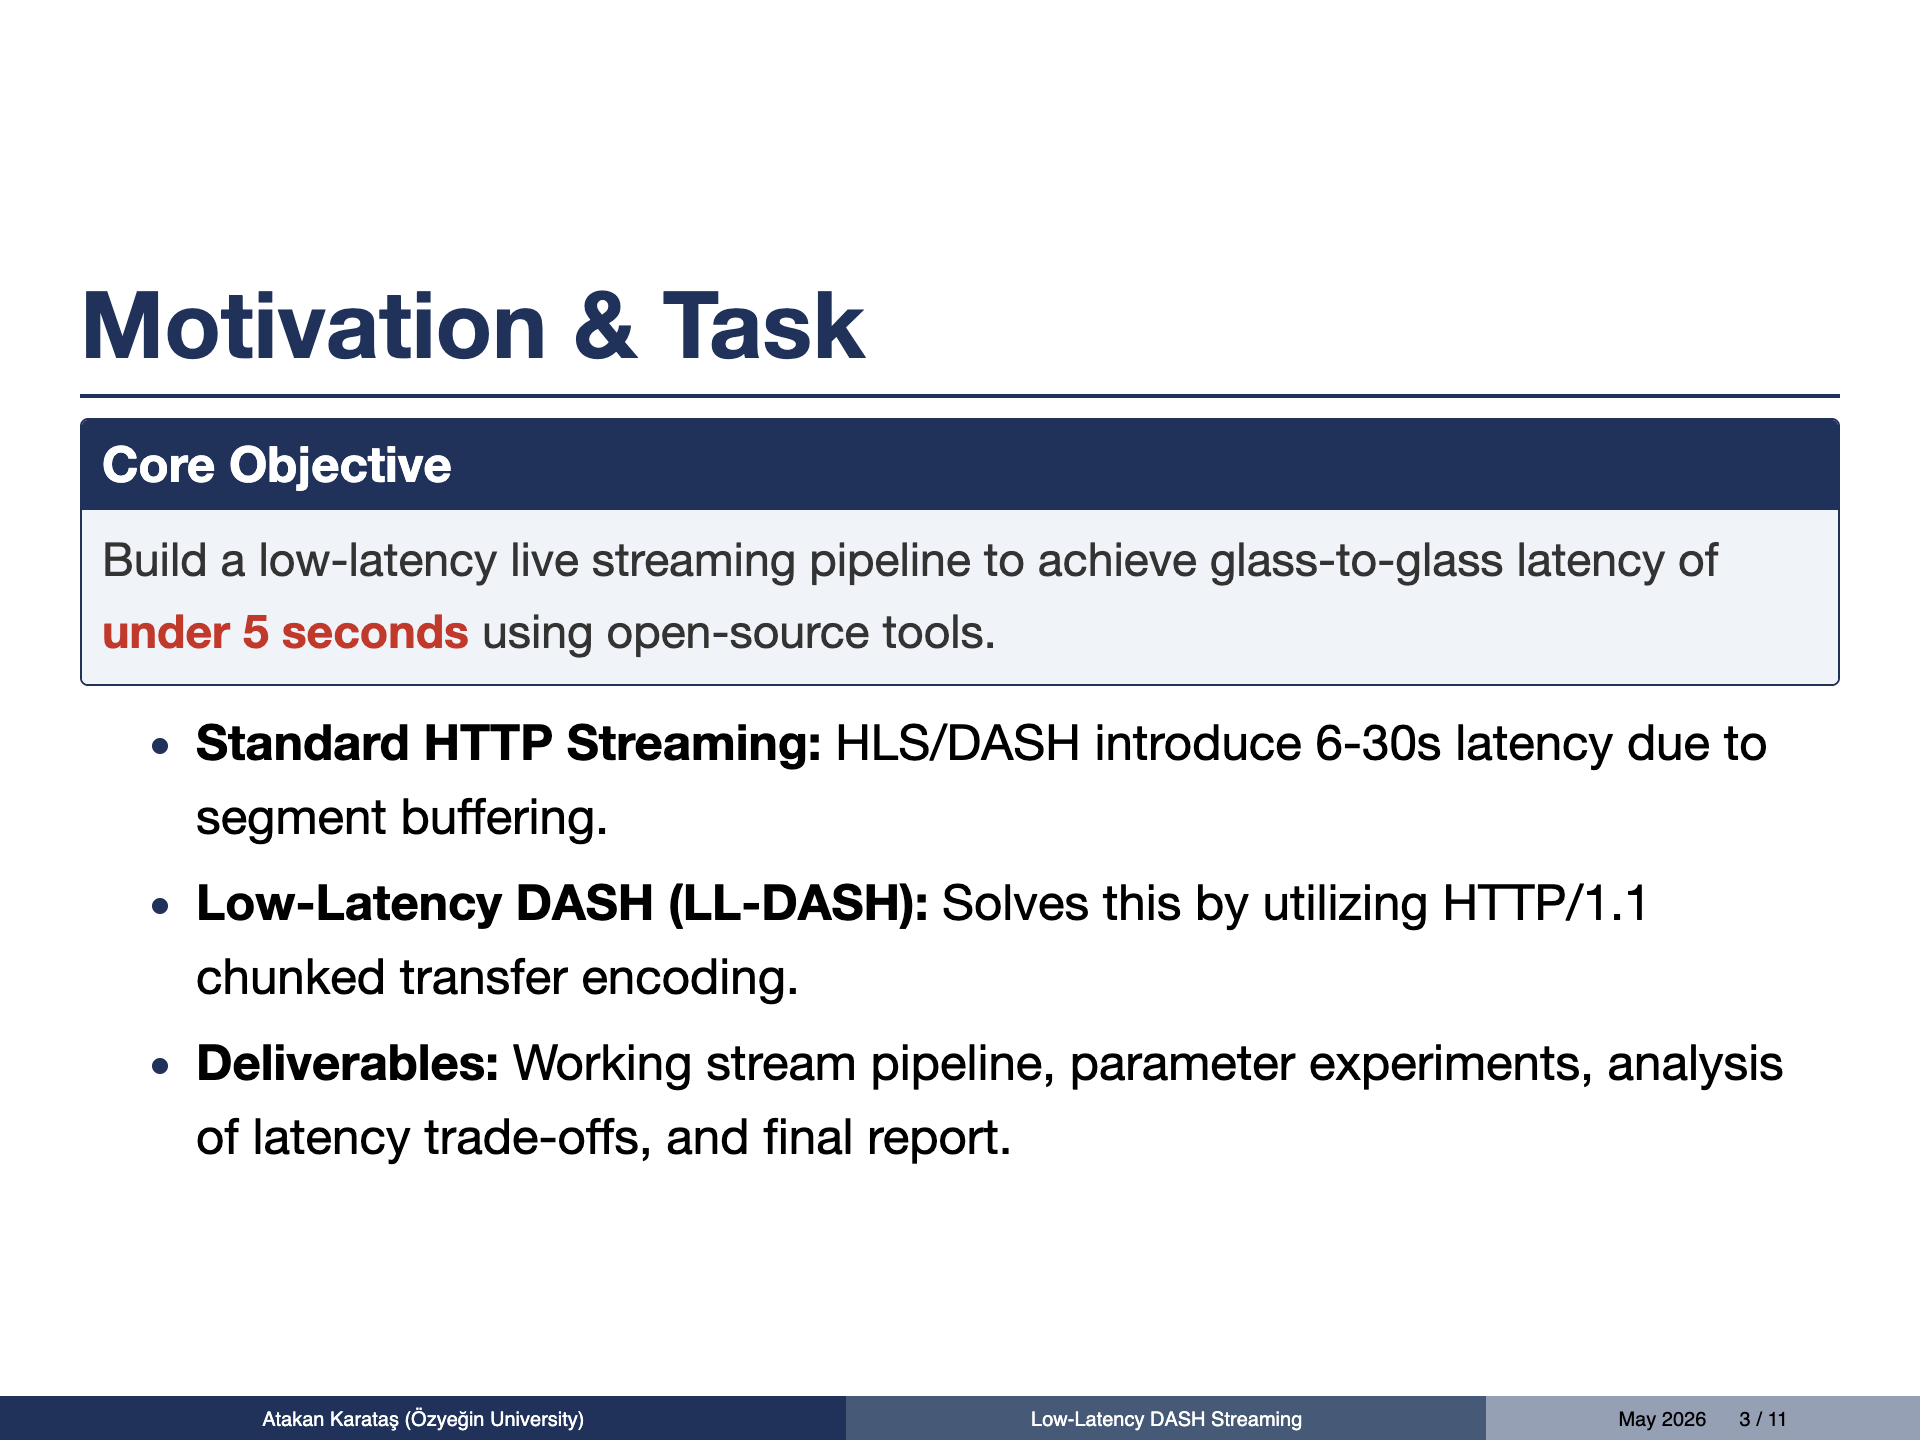 Motivation & Task
Core Objective
Build a low-latency live streaming pipeline to achieve glass-to-glass latency of
under 5 seconds using open-source tools.
• Standard HTTP Streaming: HLS/DASH introduce 6-30s latency due to
segment buffering.
• Low-Latency DASH (LL-DASH): Solves this by utilizing HTTP/1.1
chunked transfer encoding.
• Deliverables: Working stream pipeline, parameter experiments, analysis
of latency trade-offs, and final report.
Atakan Karataş (Özyeğin University)
Low-Latency DASH Streaming
May 2026 3 / 11